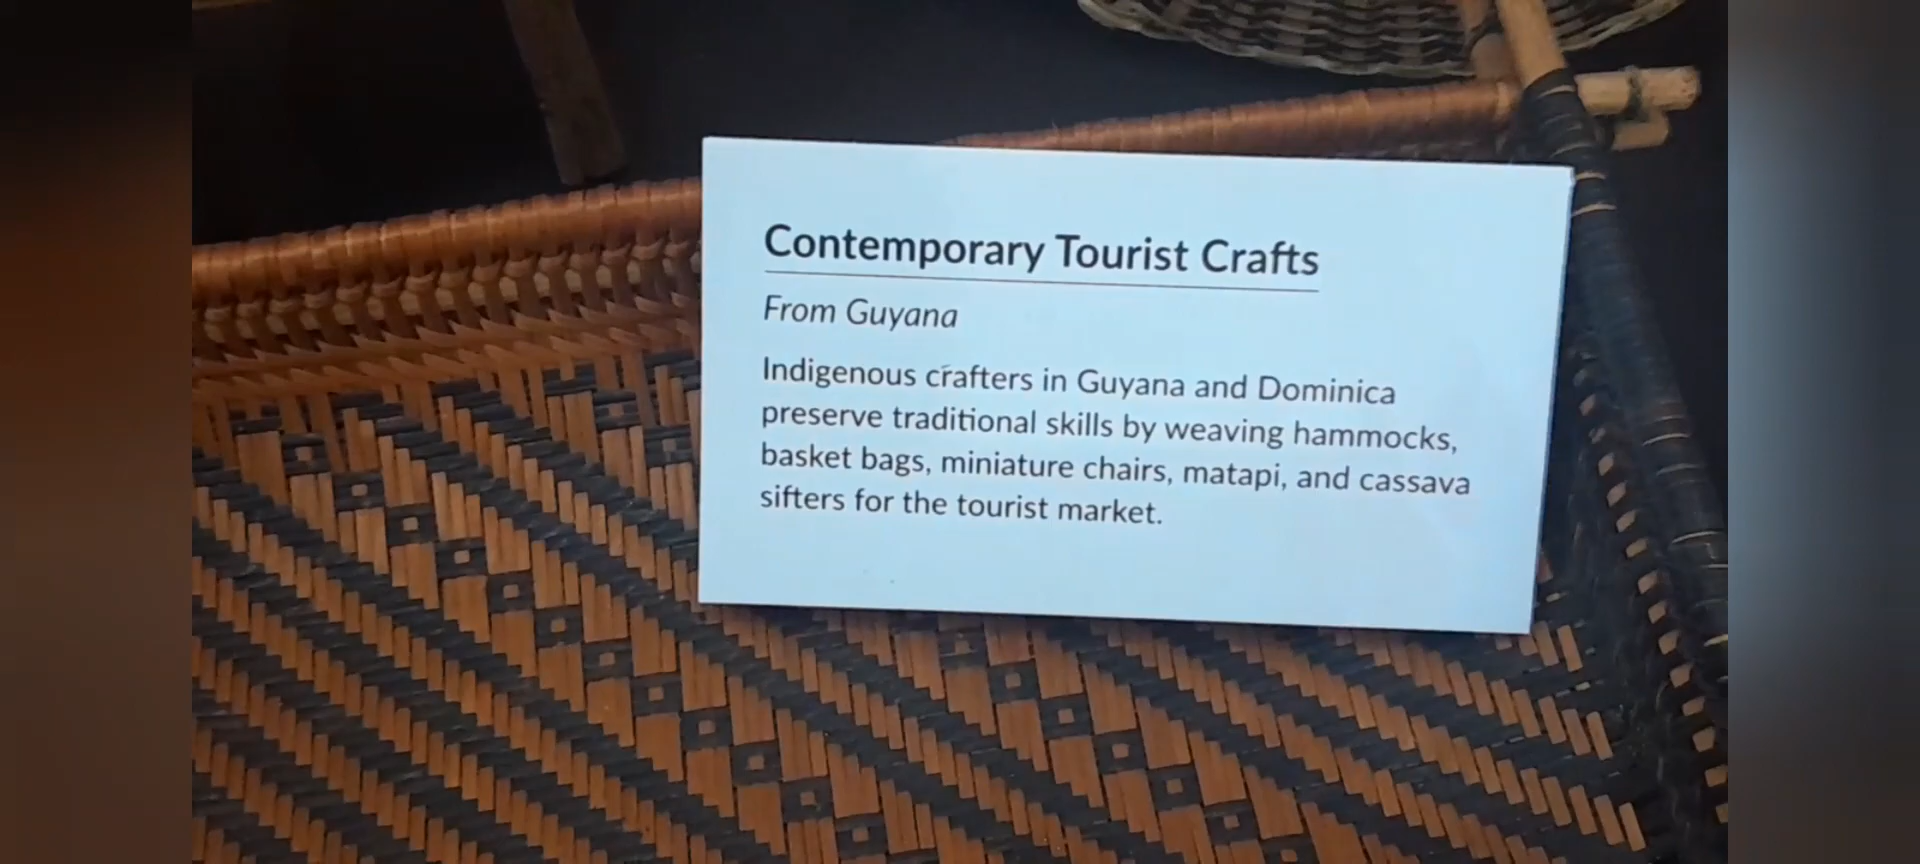 Contemporary Tourist Crafts
From Guyana
Indigenous crafters in Guyana and Dominica
preserve traditional skills by weaving hammocks,
basket bags, miniature chairs, matapi, and cassava
sifters for the tourist market.